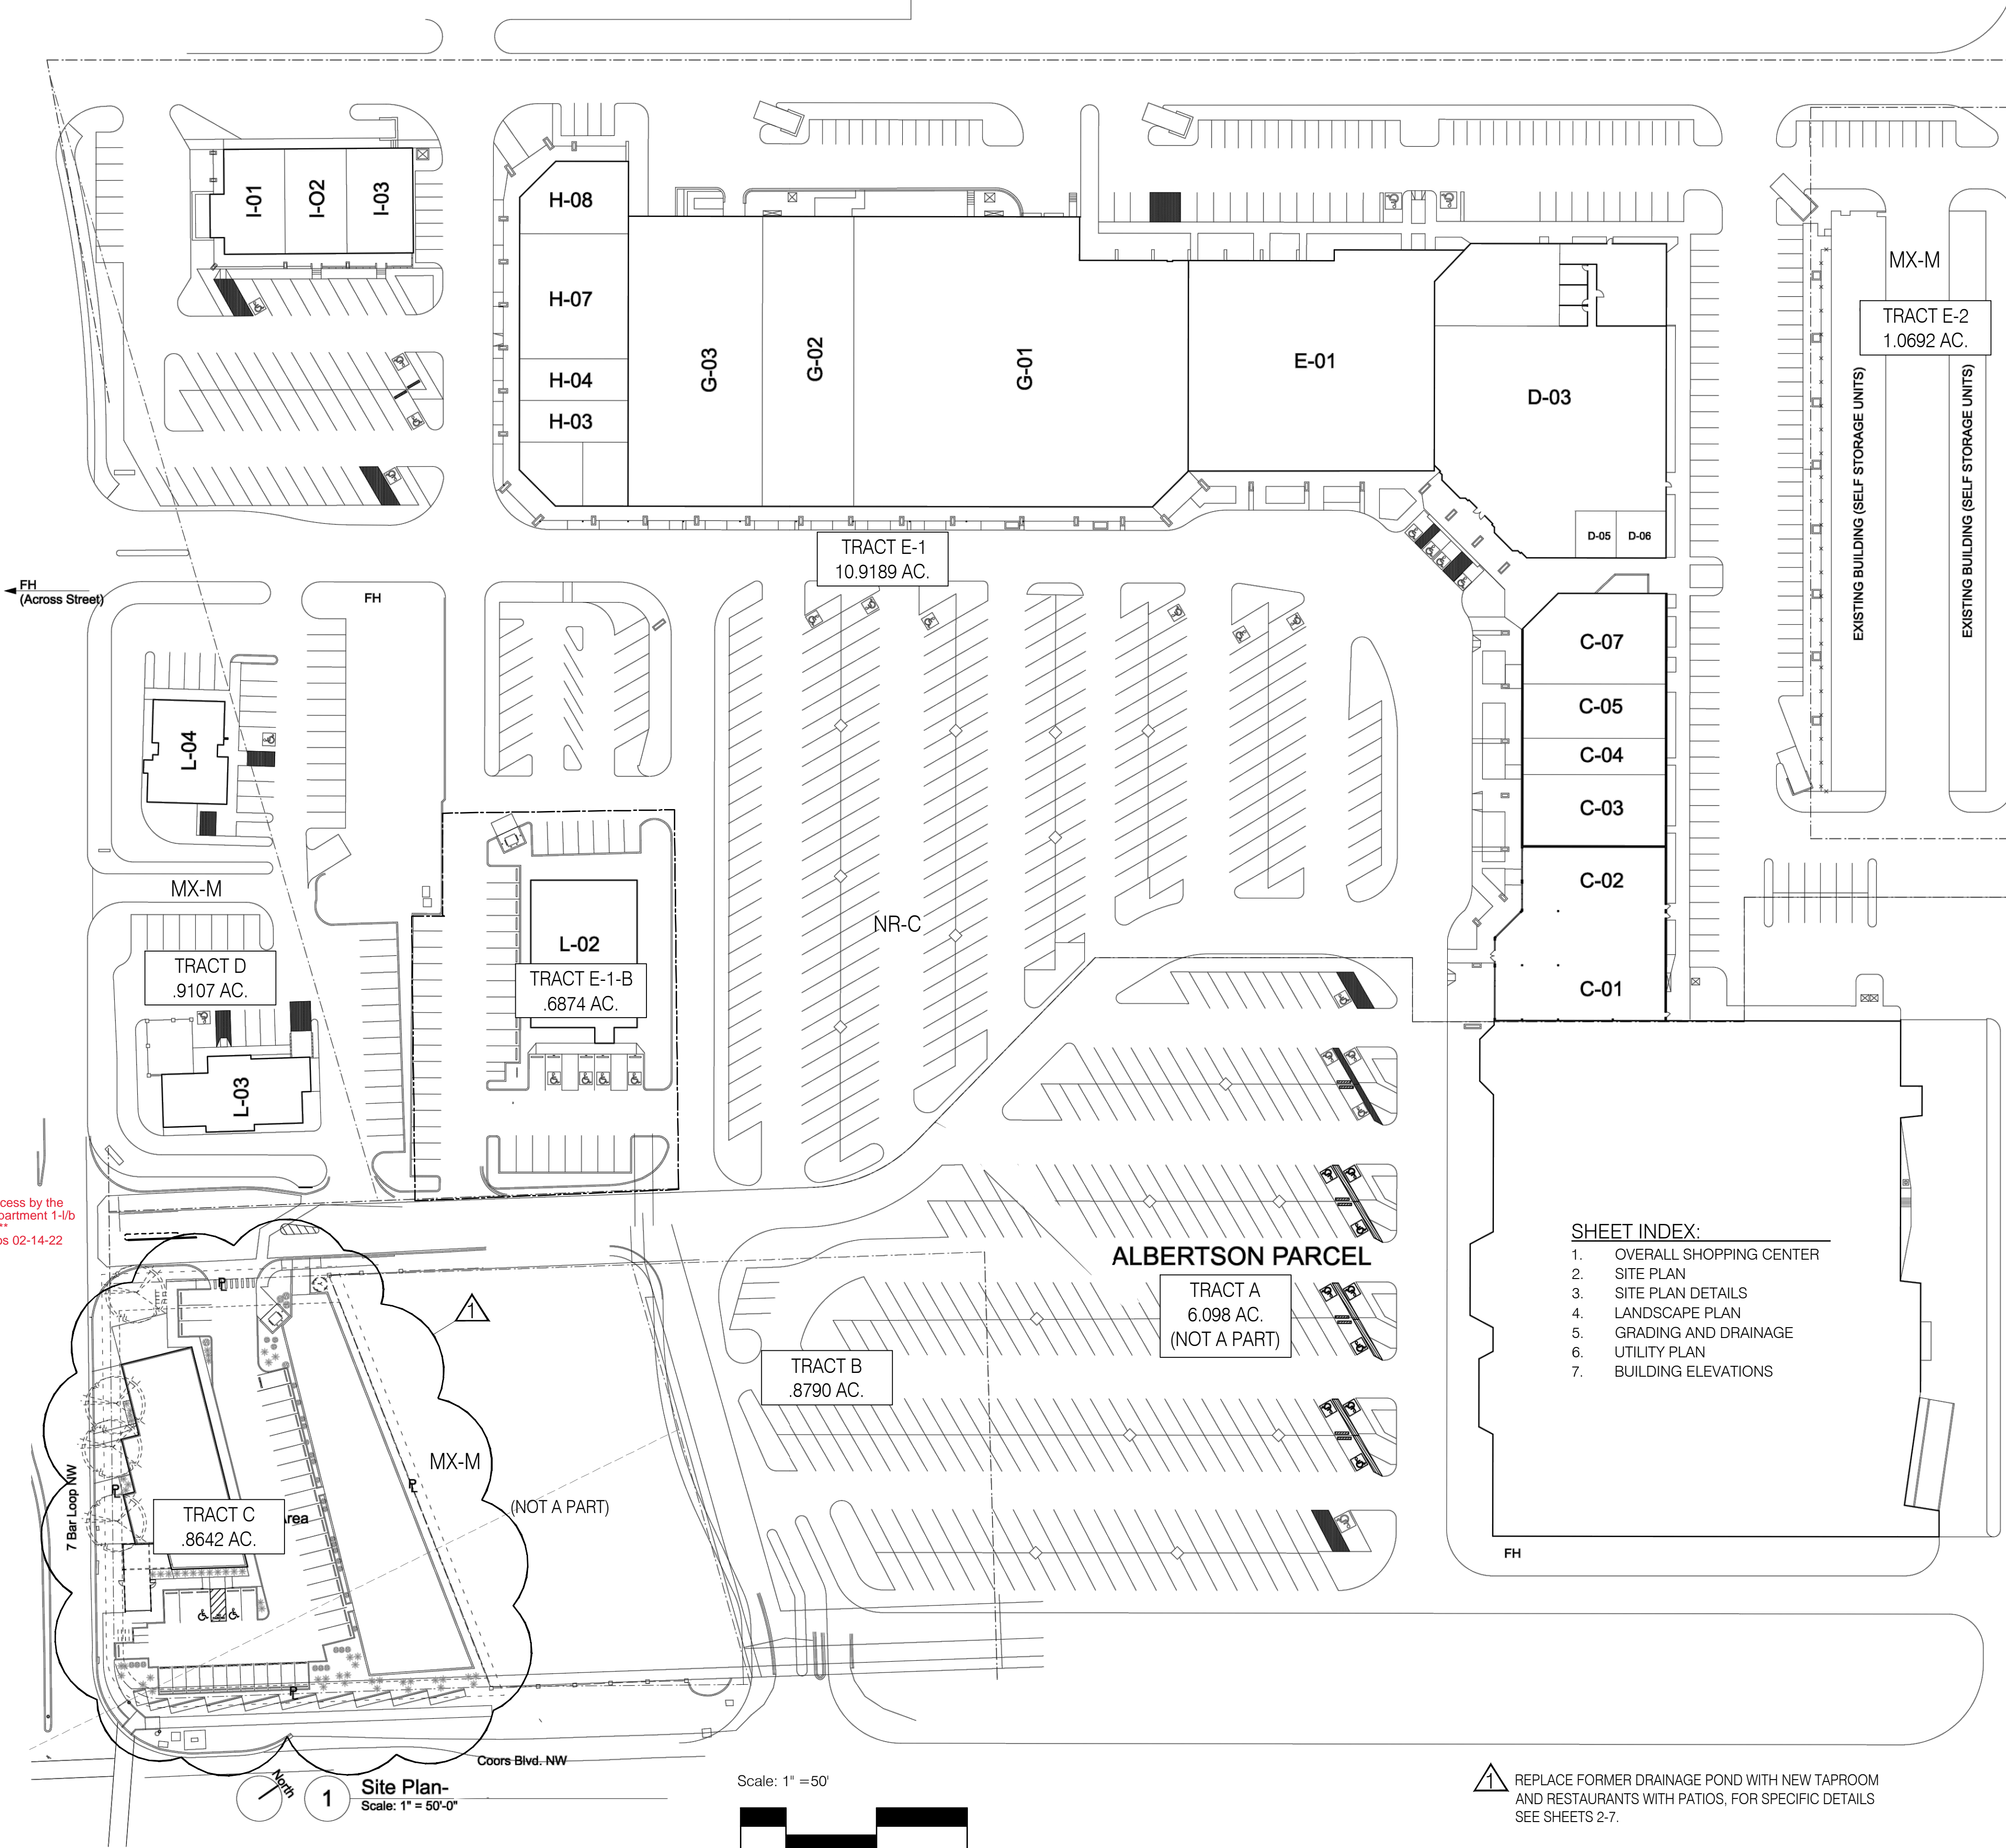 I-01
I-O2
I-03
H-08
H-07
H-04
H-03
G-03
G-02
G-01
E-01
D-03
D-05
D-06
MX-M
TRACT E-2
1.0692 AC.
EXISTING BUILDING (SELF STORAGE UNITS)
EXISTING BUILDING (SELF STORAGE UNITS)
TRACT E-1
10.9189 AC.
FH
(Across Street)
FH
L-04
C-07
C-05
C-04
C-03
C-02
C-01
MX-M
NR-C
L-02
TRACT E-1-B
.6874 AC.
TRACT D
.9107 AC.
L-03
cess by the
partment 1-l/b
**
os 02-14-22
1
ALBERTSON PARCEL
TRACT A
6.098 AC.
(NOT A PART)
TRACT B
.8790 AC.
SHEET INDEX:
1. OVERALL SHOPPING CENTER
2. SITE PLAN
3. SITE PLAN DETAILS
4. LANDSCAPE PLAN
5. GRADING AND DRAINAGE
6. UTILITY PLAN
7. BUILDING ELEVATIONS
PL
PL
PL
PL
MX-M
(NOT A PART)
7 Bar Loop NW
TRACT C
.8642 AC.
rea
FH
Coors Blvd. NW
North
1
Site Plan-
Scale: 1" = 50'-0"
Scale: 1" =50'
1
REPLACE FORMER DRAINAGE POND WITH NEW TAPROOM
AND RESTAURANTS WITH PATIOS, FOR SPECIFIC DETAILS
SEE SHEETS 2-7.